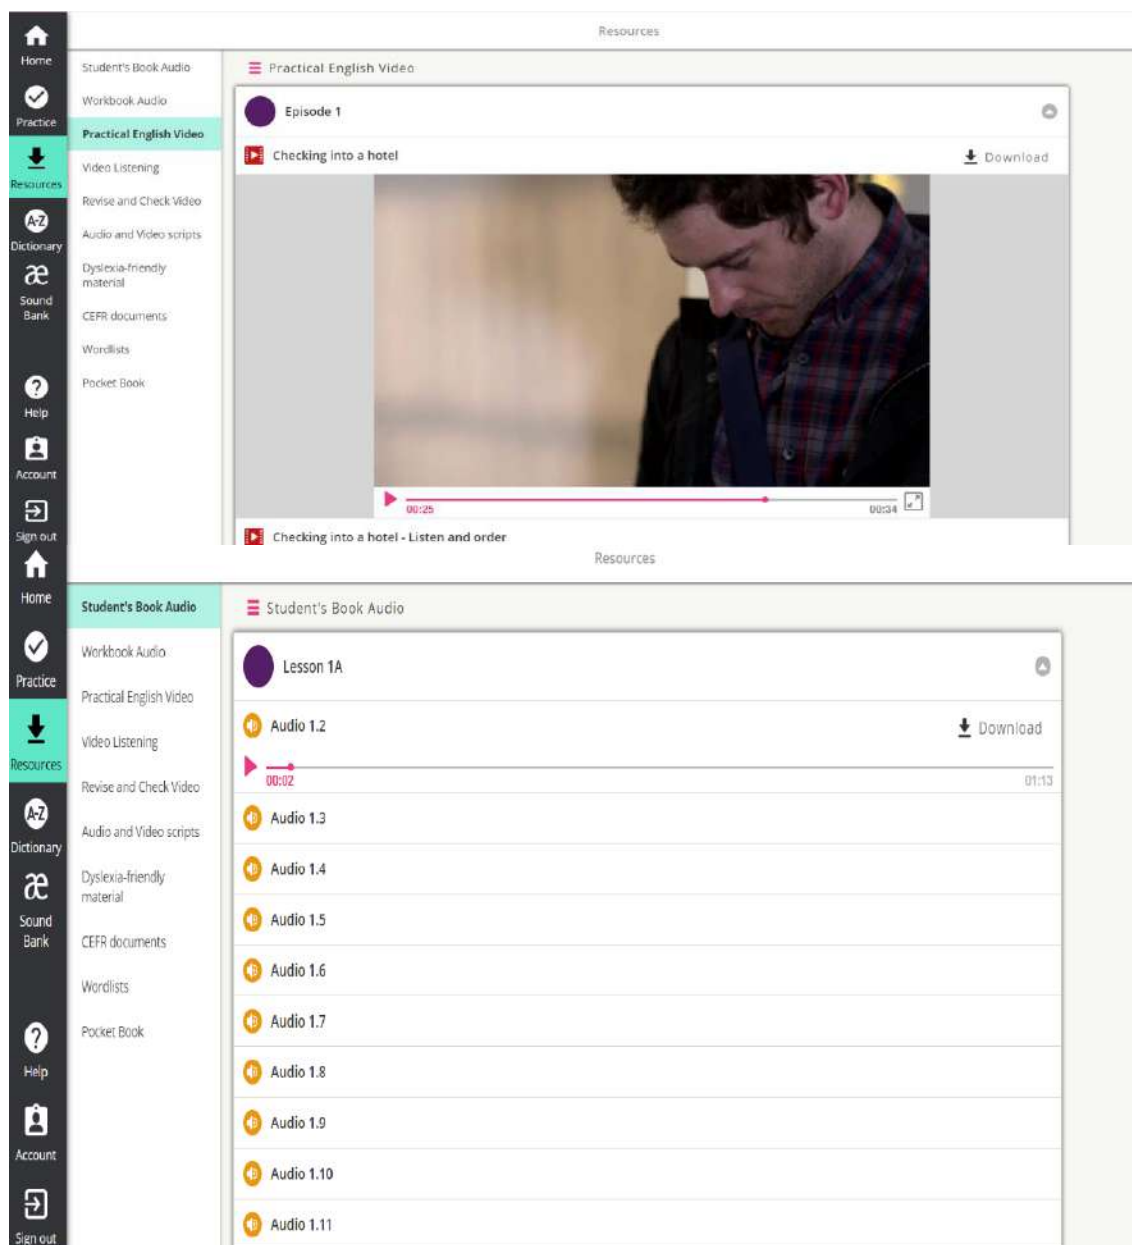 Resources
Home
Practice
Resources
A-Z
Dictionary
æ
Sound
Bank
?
Help
Account
Sign out
Student's Book Audio
Workbook Audio
Practical English Video
Video Listening
Revise and Check Video
Audio and Video scripts
Dyslexia-friendly
material
CEFR documents
Wordlists
Pocket Book
Practical English Video
Episode 1
Checking into a hotel
Download
00:25
00:34
Checking into a hotel - Listen and order
Resources
Home
Practice
Resources
A-Z
Dictionary
æ
Sound
Bank
?
Help
Account
Sign out
Student's Book Audio
Workbook Audio
Practical English Video
Video Listening
Revise and Check Video
Audio and Video scripts
Dyslexia-friendly
material
CEFR documents
Wordlists
Pocket Book
Student's Book Audio
Lesson 1A
Audio 1.2
Download
00:02
01:13
Audio 1.3
Audio 1.4
Audio 1.5
Audio 1.6
Audio 1.7
Audio 1.8
Audio 1.9
Audio 1.10
Audio 1.11